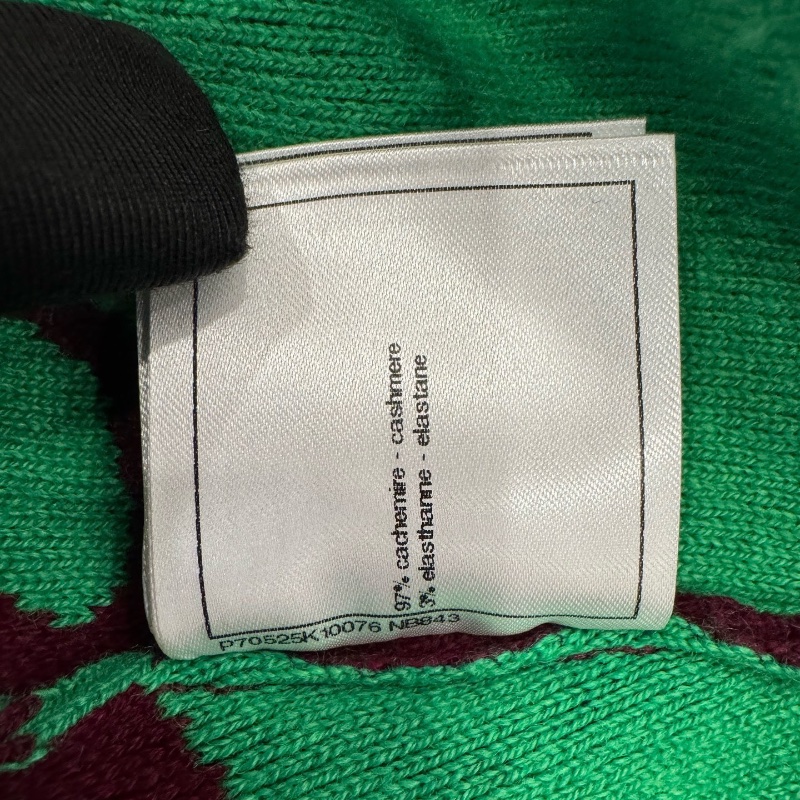 97% cachemire - cashmere
3% elasthanne - elastane
P70525K10076 NB843